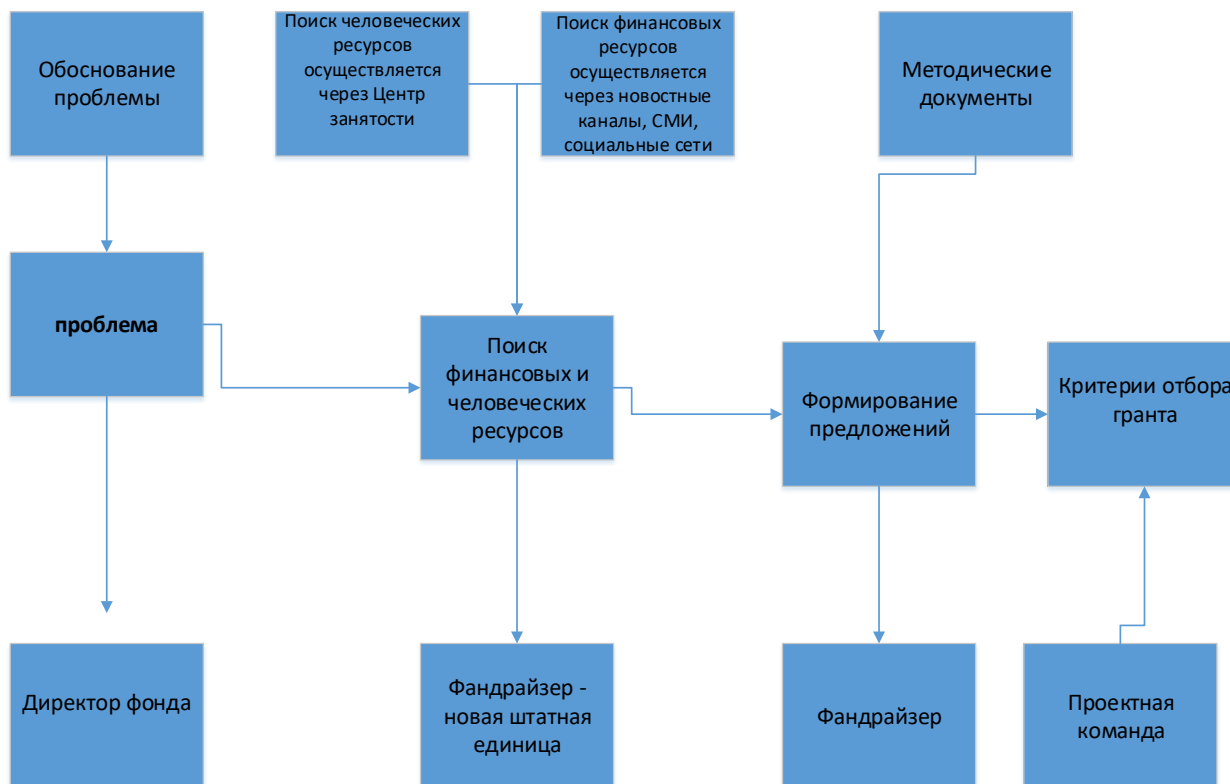 Обоснование
проблемы
Поиск человеческих
ресурсов
осуществляется
через Центр
занятости
Поиск финансовых
ресурсов
осуществляется
через новостные
каналы, СМИ,
социальные сети
Методические
документы
проблема
Поиск
финансовых и
человеческих
ресурсов
Формирование
предложений
Критерии отбора
гранта
Директор фонда
Фандрайзер -
новая штатная
единица
Фандрайзер
Проектная
команда